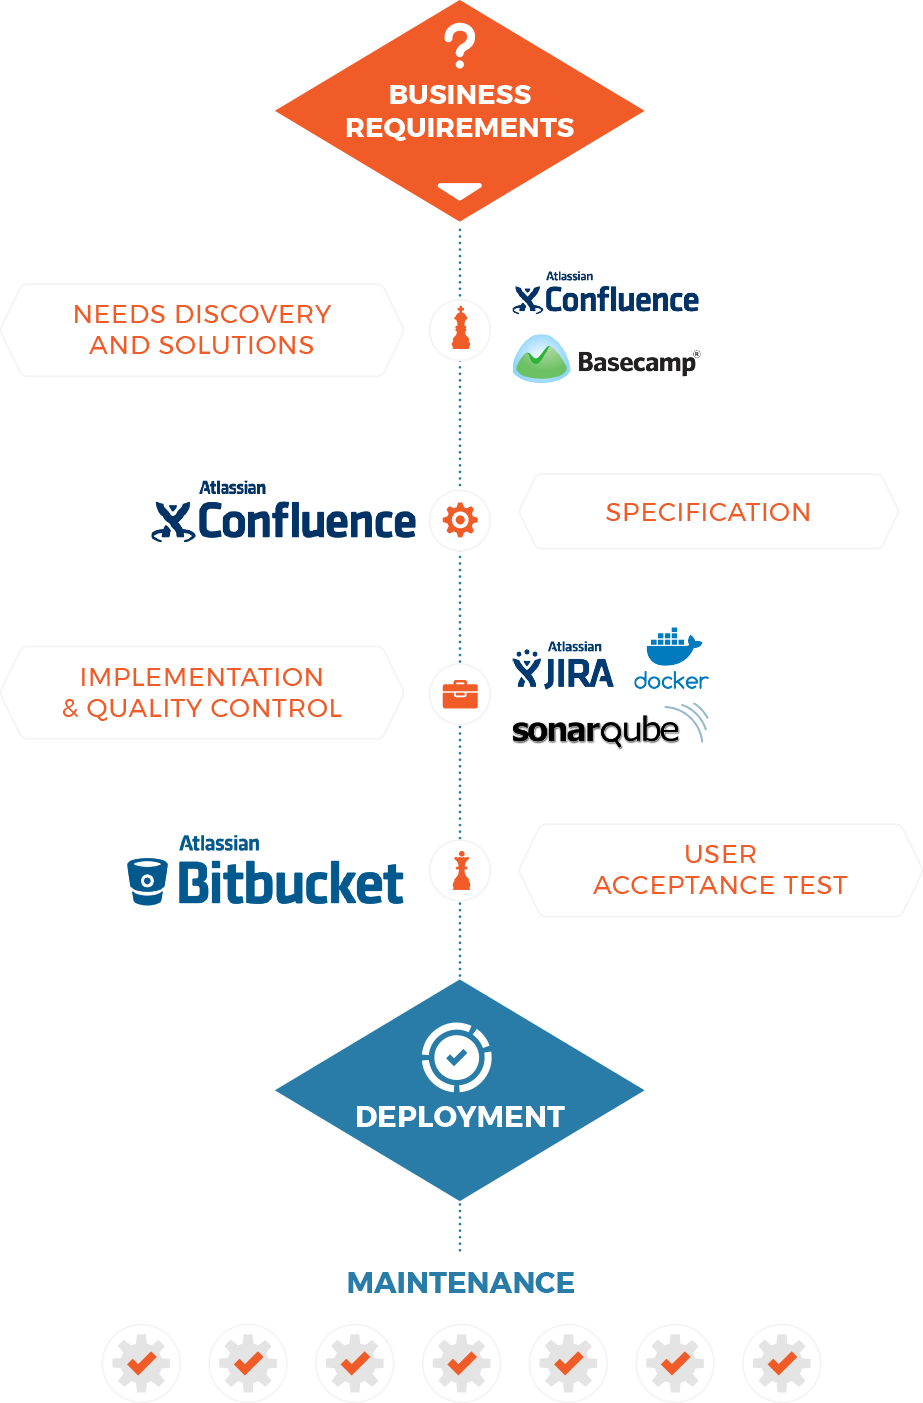 ?
BUSINESS
REQUIREMENTS
NEEDS DISCOVERY
AND SOLUTIONS
Atlassian
Confluence
Basecamp®
Atlassian
Confluence
SPECIFICATION
IMPLEMENTATION
& QUALITY CONTROL
Atlassian
JIRA
docker
sonarqube
Atlassian
Bitbucket
USER
ACCEPTANCE TEST
DEPLOYMENT
MAINTENANCE